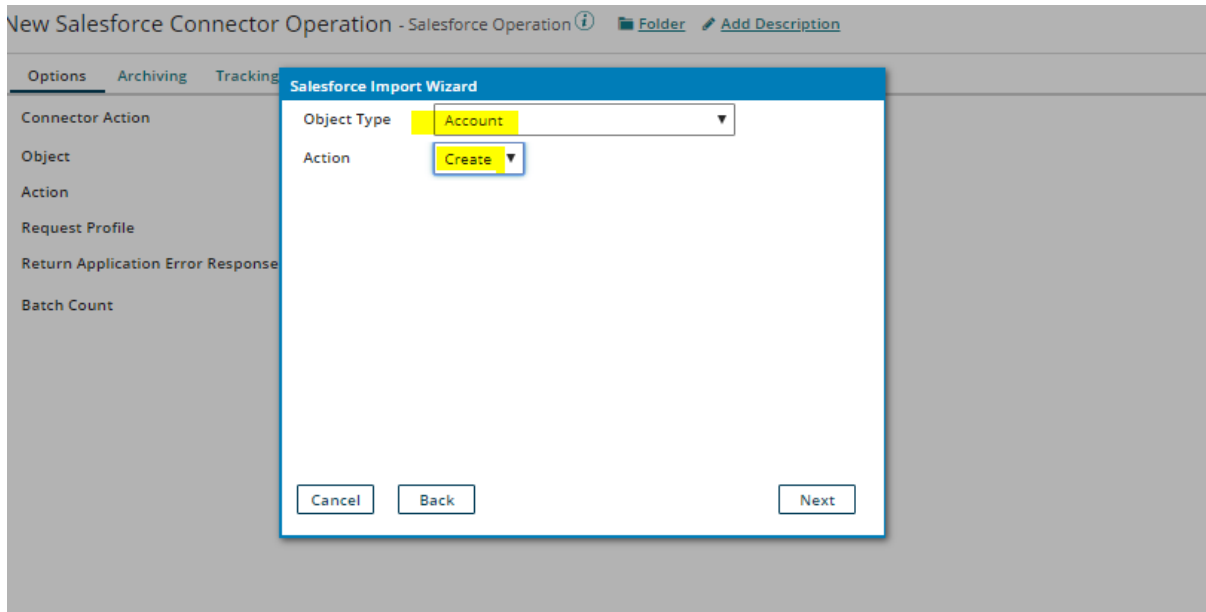 New Salesforce Connector Operation - Salesforce Operation i Folder Add Description
Options Archiving Tracking
Salesforce Import Wizard
Connector Action
Object Type Account
Object
Action Create
Action
Request Profile
Return Application Error Response
Batch Count
Cancel Back Next